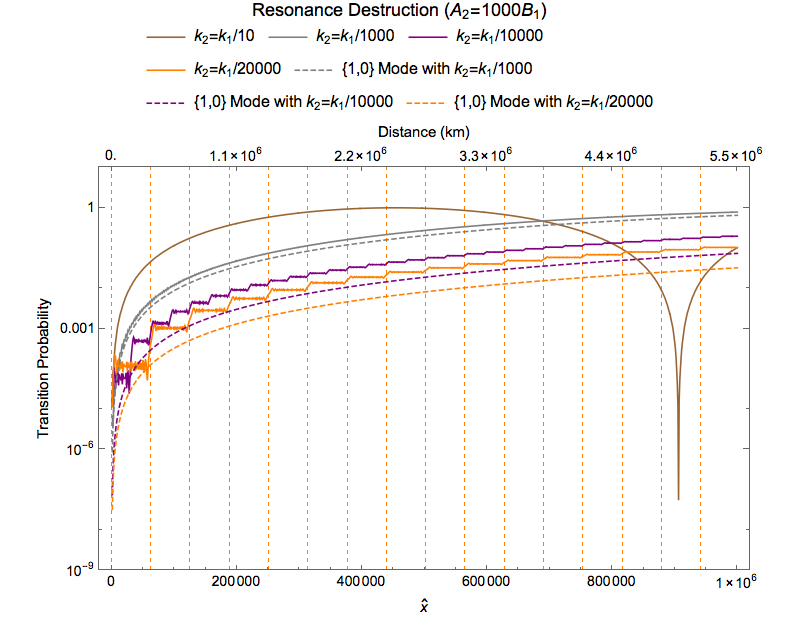 Resonance Destruction (A₂=1000B₁)
k₂=k₁/10 k₂=k₁/1000 k₂=k₁/10000
k₂=k₁/20000 {1,0} Mode with k₂=k₁/1000
{1,0} Mode with k₂=k₁/10000 {1,0} Mode with k₂=k₁/20000
Distance (km)
0. 1.1×10⁶ 2.2×10⁶ 3.3×10⁶ 4.4×10⁶ 5.5×10⁶
1
0.001
10⁻⁶
10⁻⁹
Transition Probability
0 200000 400000 600000 800000 1×10⁶
x̂